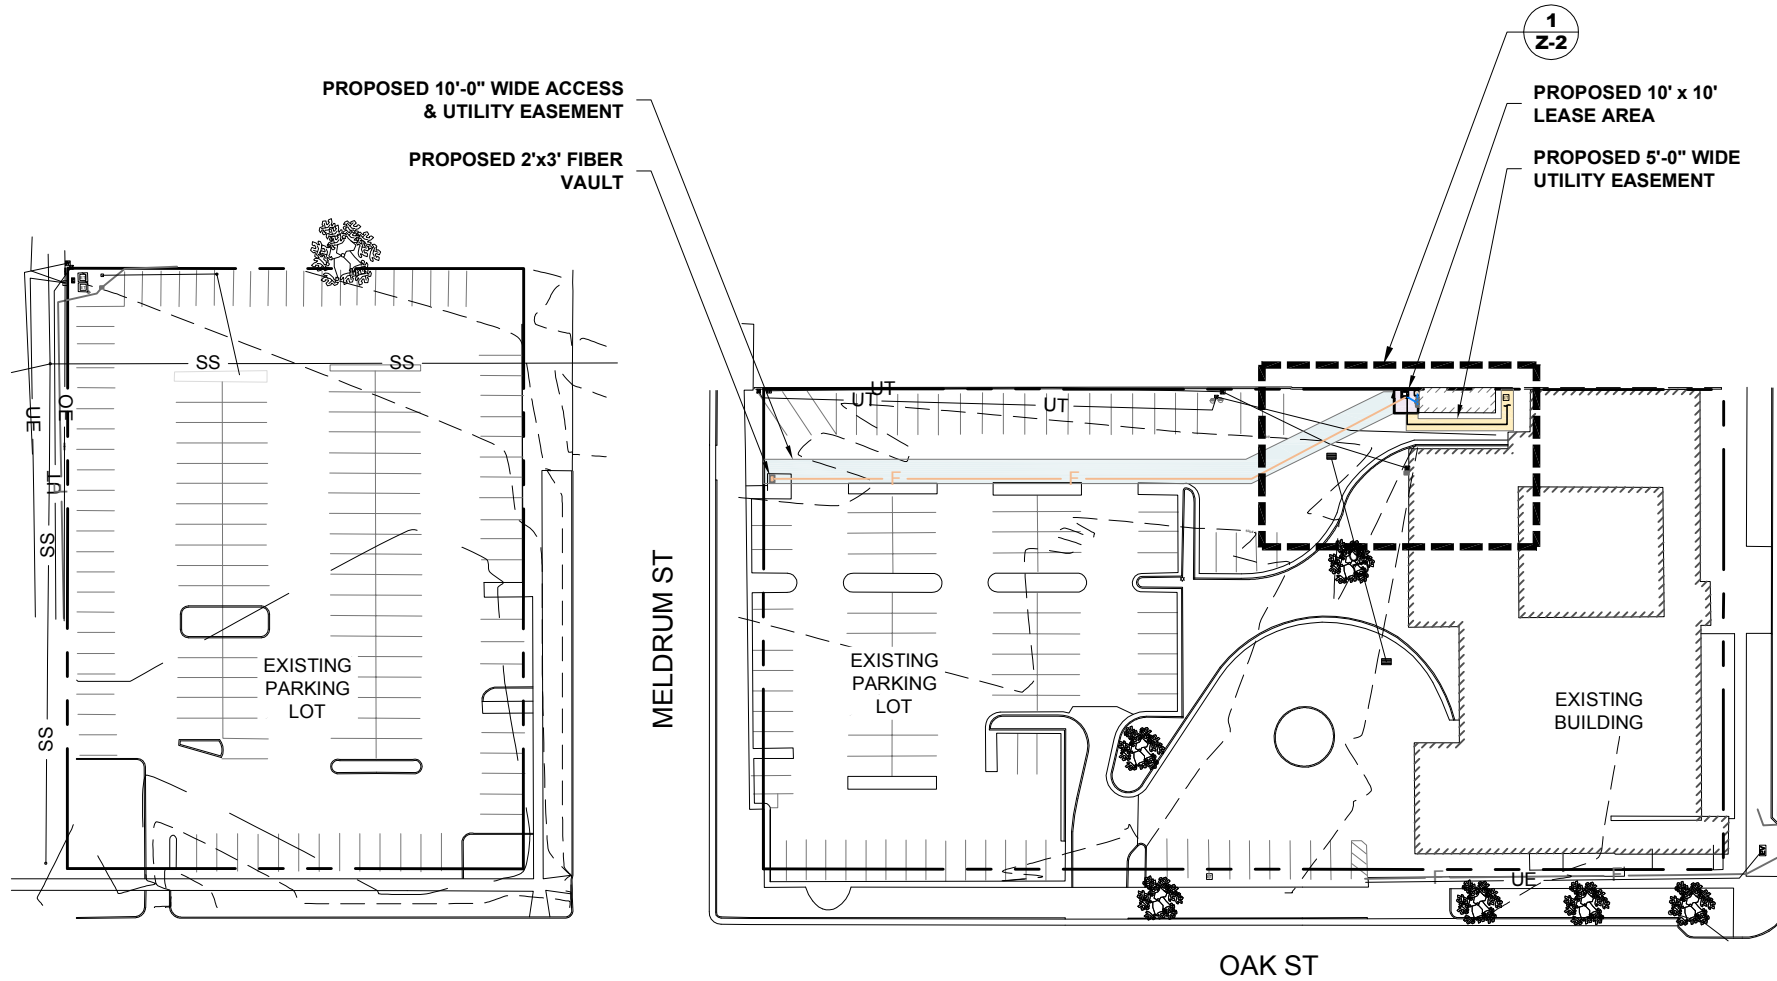 1
Z-2
PROPOSED 10'-0" WIDE ACCESS
& UTILITY EASEMENT
PROPOSED 10' x 10'
LEASE AREA
PROPOSED 2'x3' FIBER
VAULT
PROPOSED 5'-0" WIDE
UTILITY EASEMENT
SS
SS
UT
UT
UT
OE
UE
UT
F
F
SS
MELDRUM ST
EXISTING
PARKING
LOT
EXISTING
PARKING
LOT
EXISTING
BUILDING
SS
F
UE
F
OAK ST